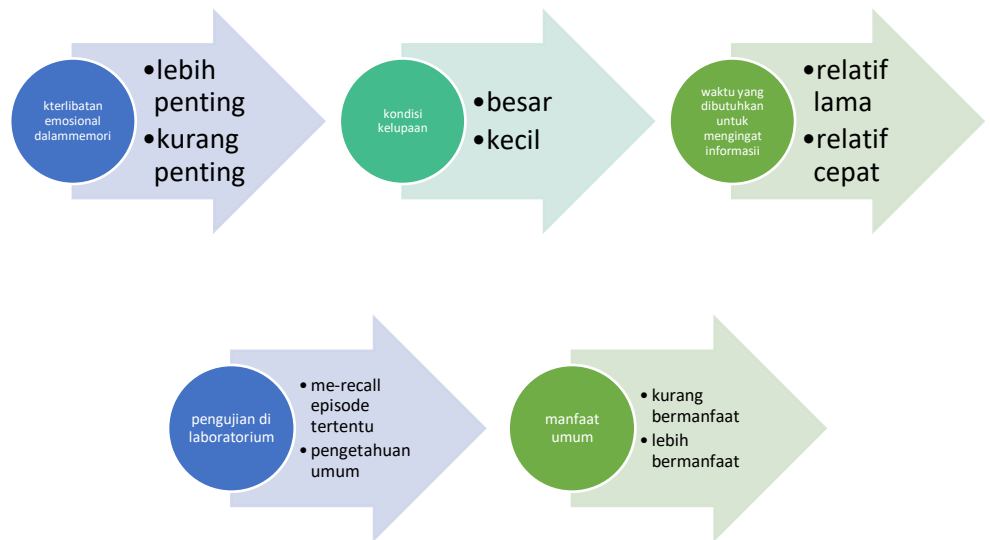 kterlibatan
emosional
dalammemori
•lebih
penting
•kurang
penting
kondisi
kelupaan
•besar
•kecil
waktu yang
dibutuhkan
untuk
mengingat
informasii
•relatif
lama
•relatif
cepat
pengujian di
laboratorium
• me-recall
episode
tertentu
• pengetahuan
umum
manfaat
umum
• kurang
bermanfaat
• lebih
bermanfaat